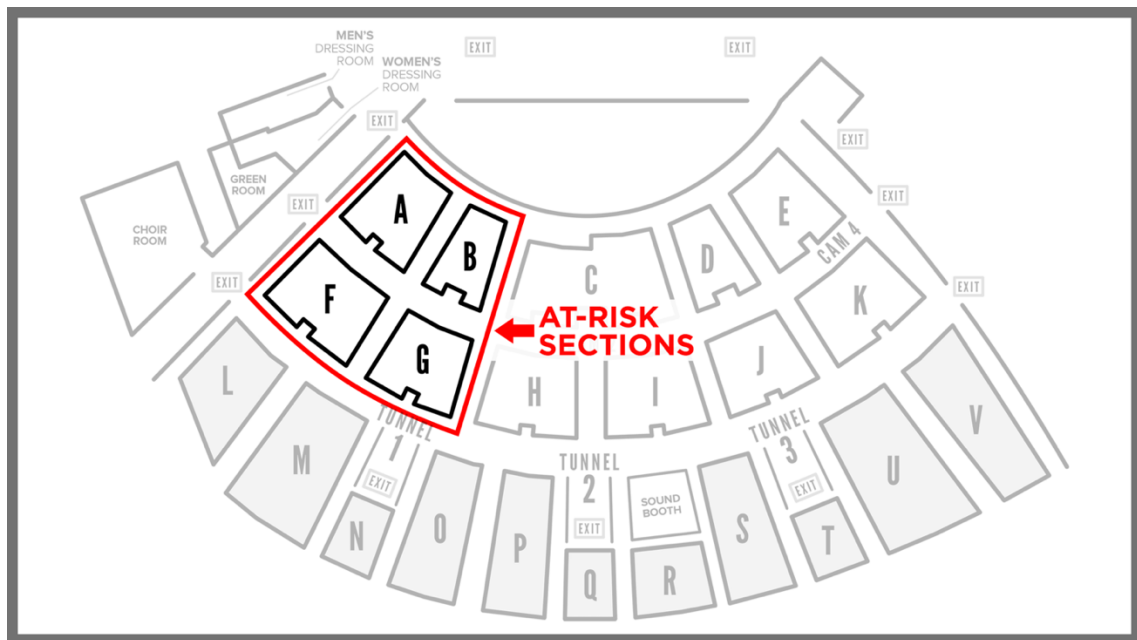 MEN'S
DRESSING
ROOM
WOMEN'S
DRESSING
ROOM
EXIT
EXIT
EXIT
EXIT
GREEN
ROOM
EXIT
EXIT
CHOIR
ROOM
EXIT
EXIT
A
B
C
D
E
CAM 4
F
G
H
I
J
K
AT-RISK
SECTIONS
L
M
TUNNEL
1
EXIT
N
O
P
TUNNEL
2
EXIT
Q
SOUND
BOOTH
R
S
TUNNEL
3
EXIT
T
U
V